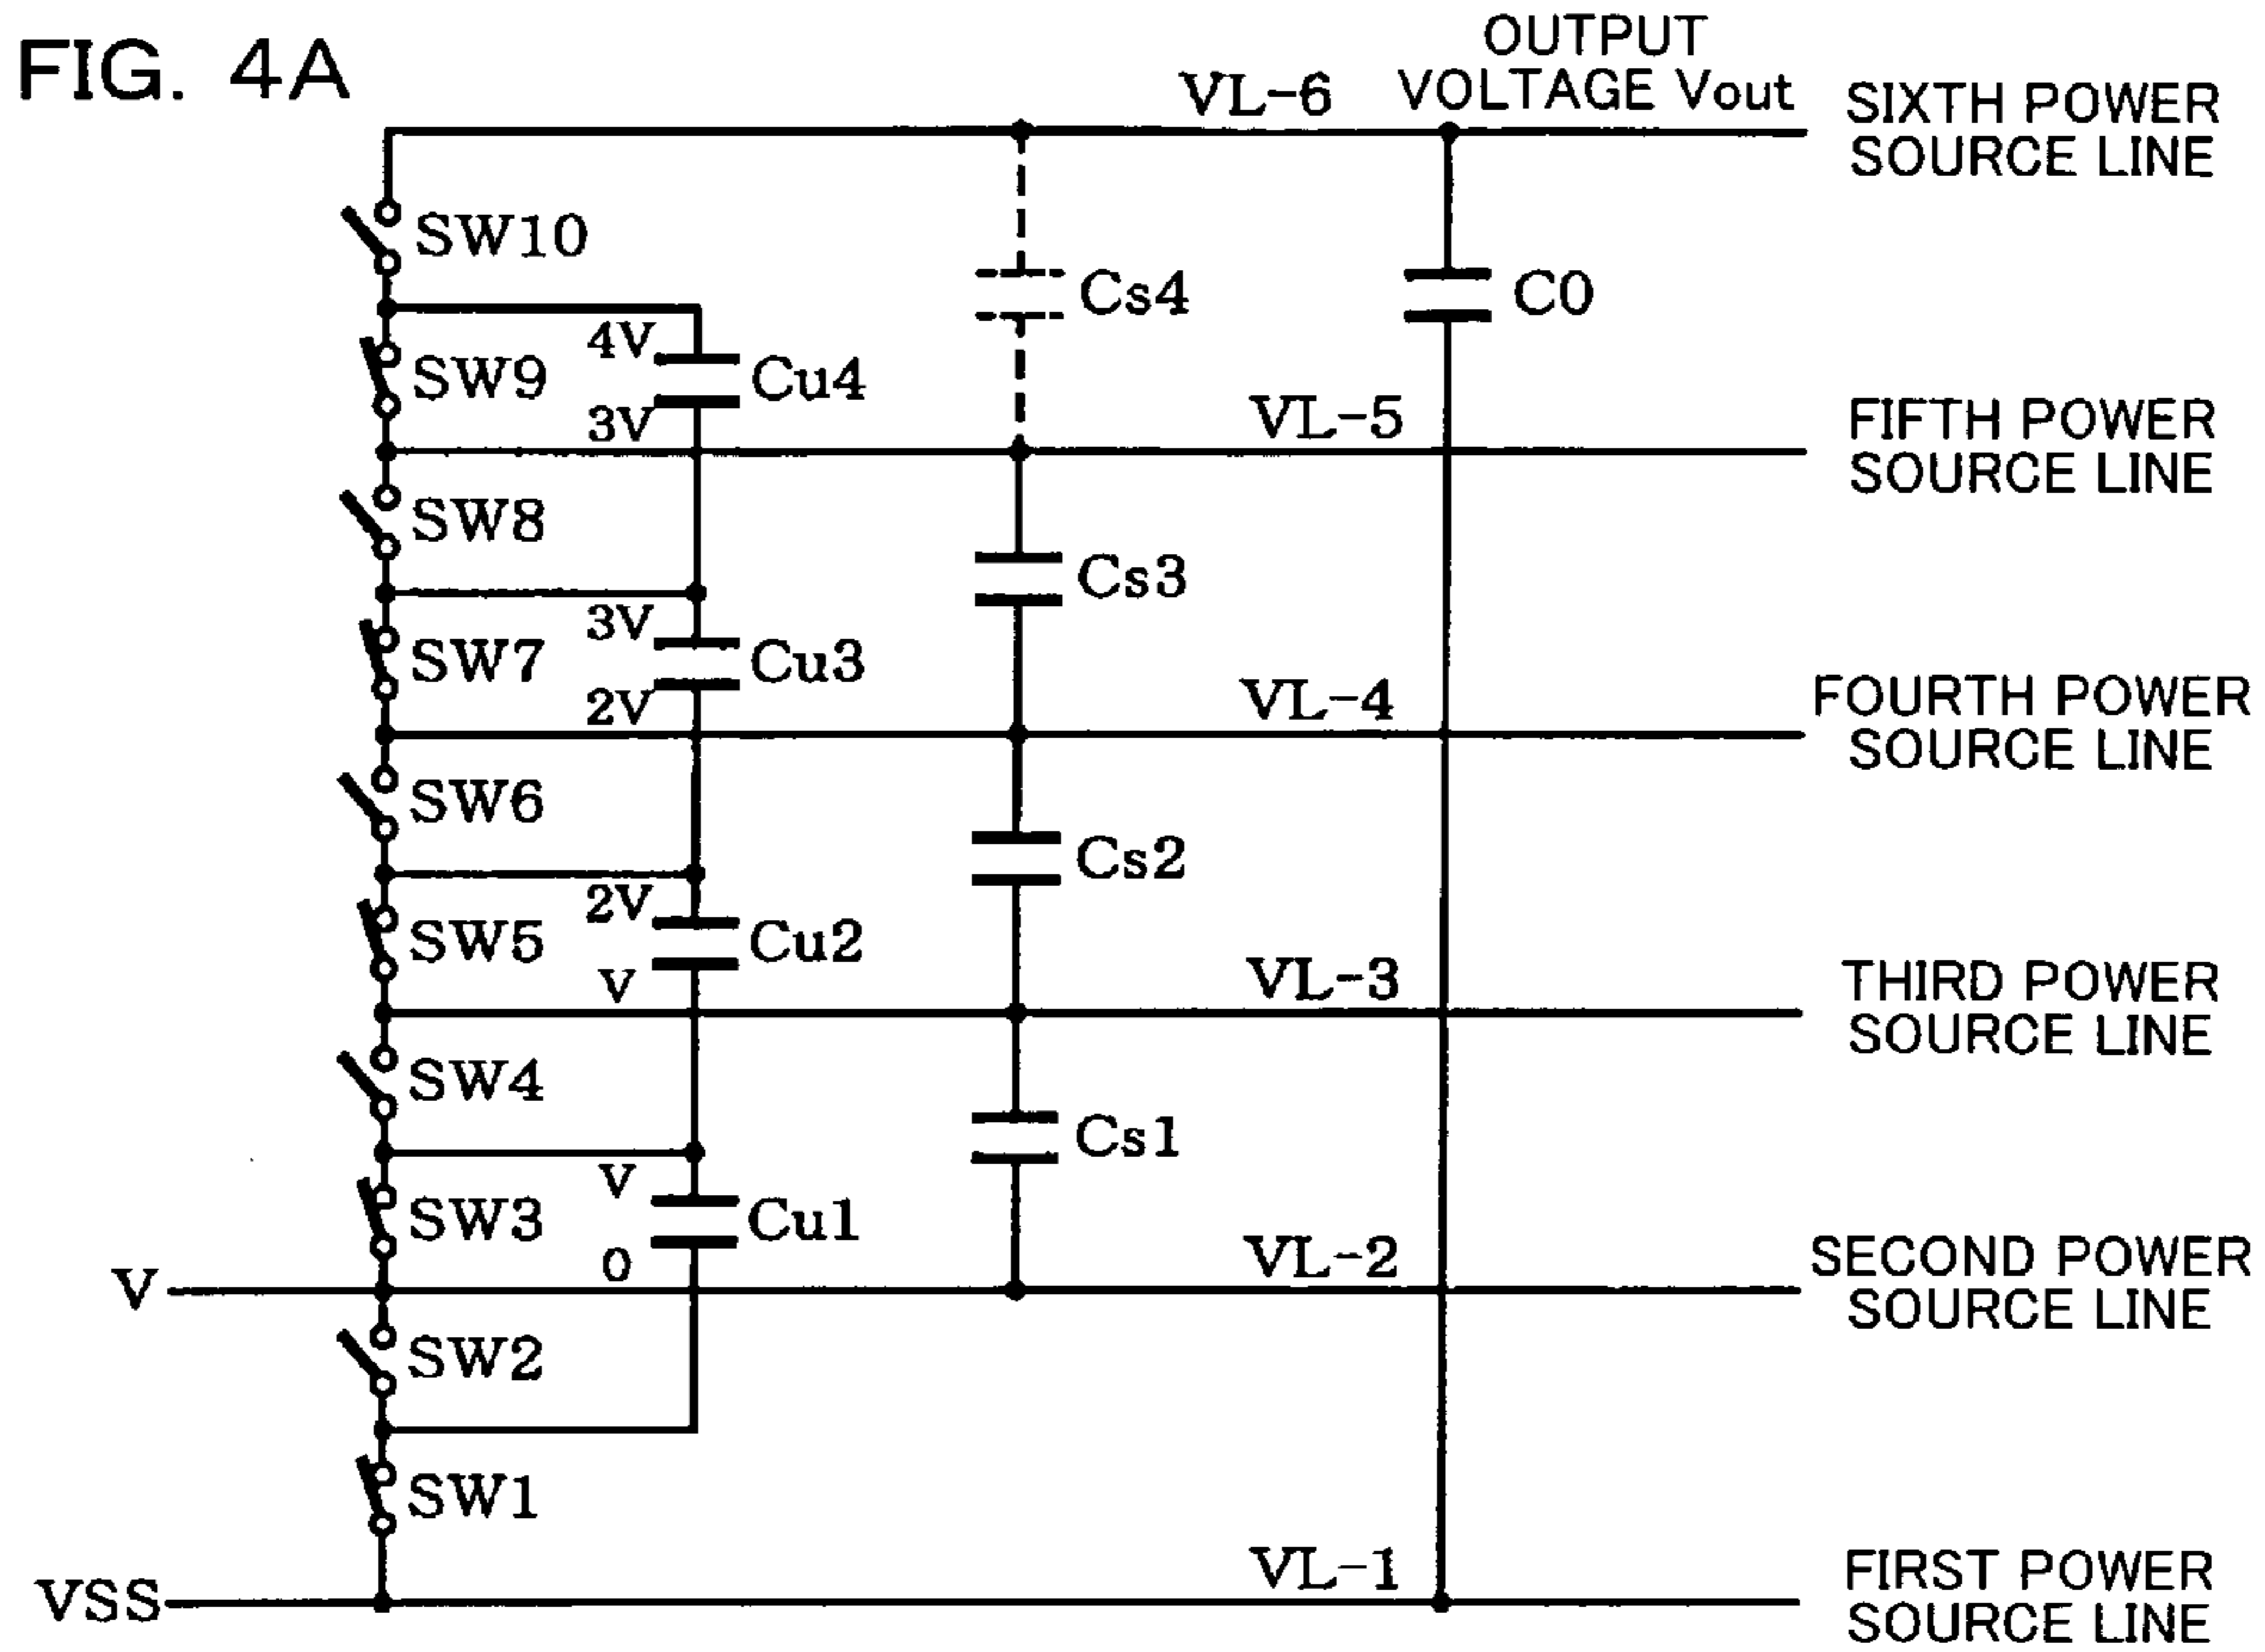 FIG. 4A
OUTPUT
VOLTAGE Vout
VL-6
SIXTH POWER
SOURCE LINE
SW10
Cs4
C0
4V
SW9
Cu4
3V
VL-5
FIFTH POWER
SOURCE LINE
SW8
Cs3
3V
SW7
Cu3
2V
VL-4
FOURTH POWER
SOURCE LINE
SW6
Cs2
2V
SW5
Cu2
V
VL-3
THIRD POWER
SOURCE LINE
SW4
Cs1
V
SW3
Cu1
0
V
VL-2
SECOND POWER
SOURCE LINE
SW2
SW1
VSS
VL-1
FIRST POWER
SOURCE LINE